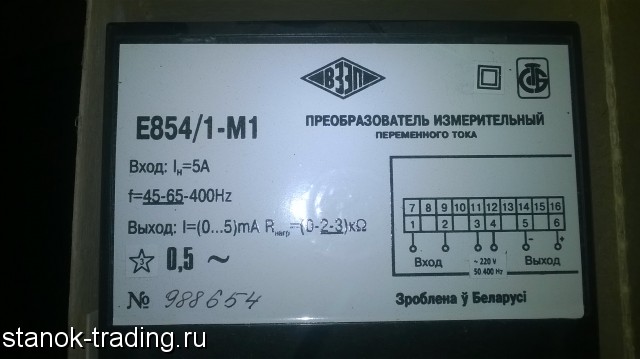 ВЗЭП
E854/1-M1
ПРЕОБРАЗОВАТЕЛЬ ИЗМЕРИТЕЛЬНЫЙ
ПЕРЕМЕННОГО ТОКА
Вход: Iн=5A
f=45-65-400Hz
Выход: I=(0...5)mA Rнагр=(0-2-3)кΩ
3 0,5 ~
№ 988654
7 8 9 10 11 12 14 15 16
1 2 3 4 5 6
- +
Вход ~ 220 V Выход
50,400 Hz
Зроблена ў Беларусі
stanok-trading.ru